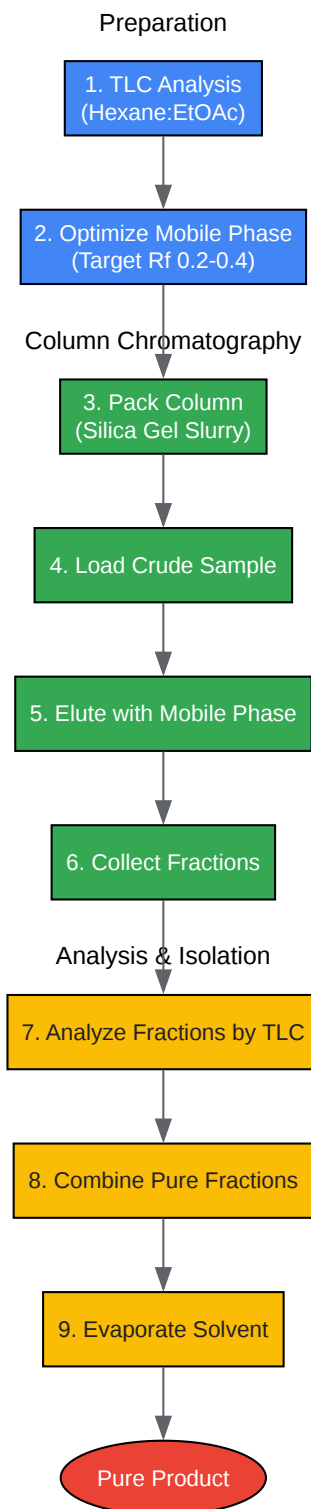 Preparation
1. TLC Analysis
(Hexane:EtOAc)
2. Optimize Mobile Phase
(Target Rf 0.2-0.4)
Column Chromatography
3. Pack Column
(Silica Gel Slurry)
4. Load Crude Sample
5. Elute with Mobile Phase
6. Collect Fractions
Analysis & Isolation
7. Analyze Fractions by TLC
8. Combine Pure Fractions
9. Evaporate Solvent
Pure Product